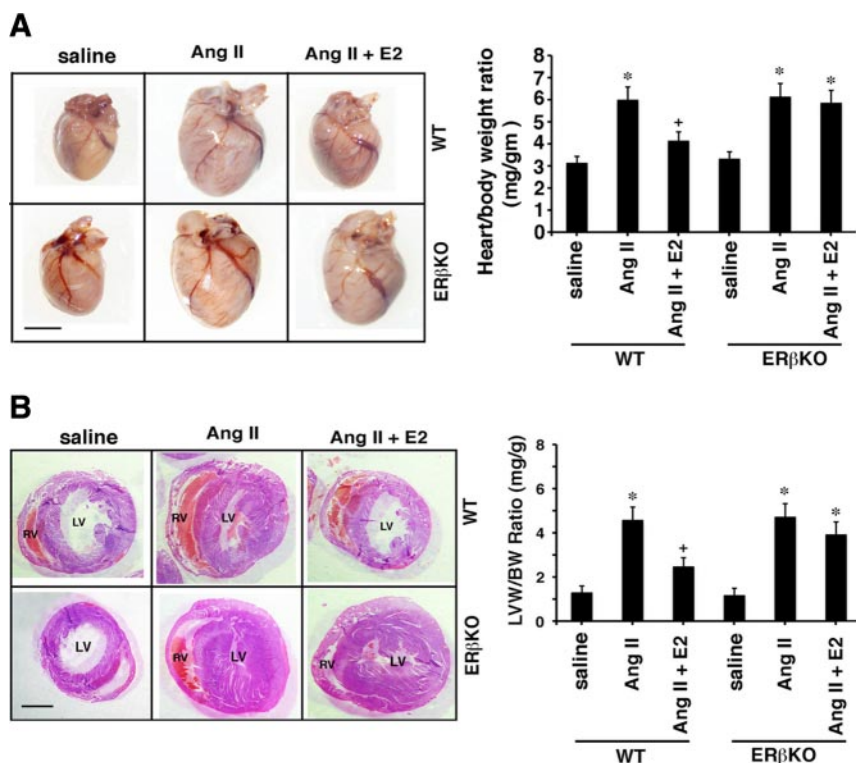 A
saline Ang II Ang II + E2
WT
ERβKO
Heart/body weight ratio
(mg/gm)
8
7
6
5
4
3
2
1
0
* + * *
saline Ang II Ang II + E2 saline Ang II Ang II + E2
WT ERβKO
B
saline Ang II Ang II + E2
WT
RV LV RV LV LV
ERβKO
LV RV LV RV LV
LVW/BW Ratio (mg/g)
8
6
4
2
0
* + * *
saline Ang II Ang II + E2 saline Ang II Ang II + E2
WT ERβKO